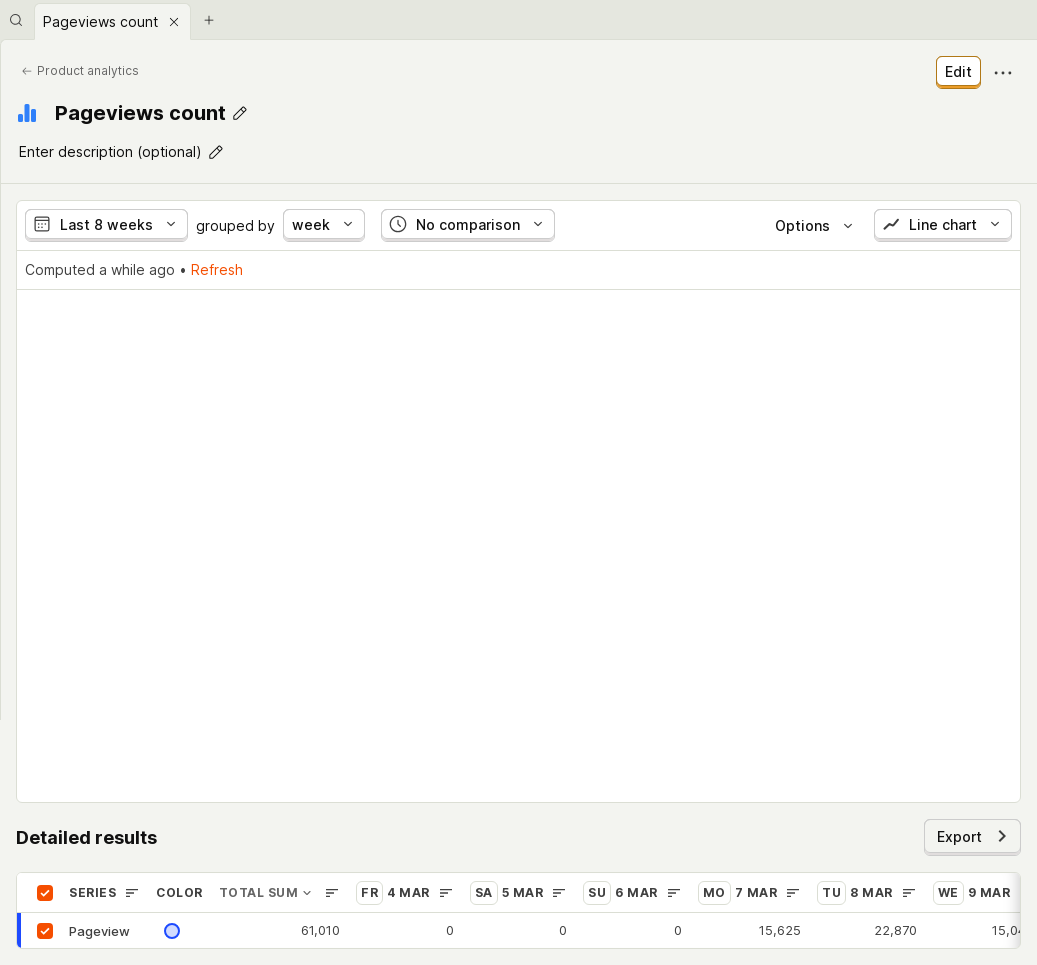 Pageviews count
Product analytics
Edit
Pageviews count
Enter description (optional)
Last 8 weeks grouped by week No comparison Options Line chart
Computed a while ago • Refresh
Detailed results
Export
SERIES COLOR TOTAL SUM FR 4 MAR SA 5 MAR SU 6 MAR MO 7 MAR TU 8 MAR WE 9 MAR
Pageview 61,010 0 0 0 15,625 22,870